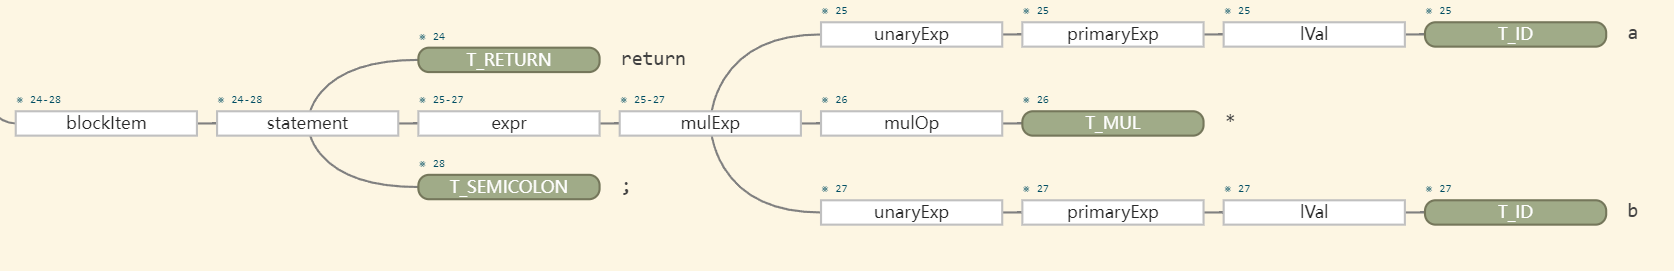 ※ 25 ※ 25 ※ 25 ※ 25
unaryExp primaryExp lVal T_ID a
※ 24
T_RETURN return
※ 24-28 ※ 24-28 ※ 25-27 ※ 25-27 ※ 26 ※ 26
blockItem statement expr mulExp mulOp T_MUL *
※ 28
T_SEMICOLON ;
※ 27 ※ 27 ※ 27 ※ 27
unaryExp primaryExp lVal T_ID b